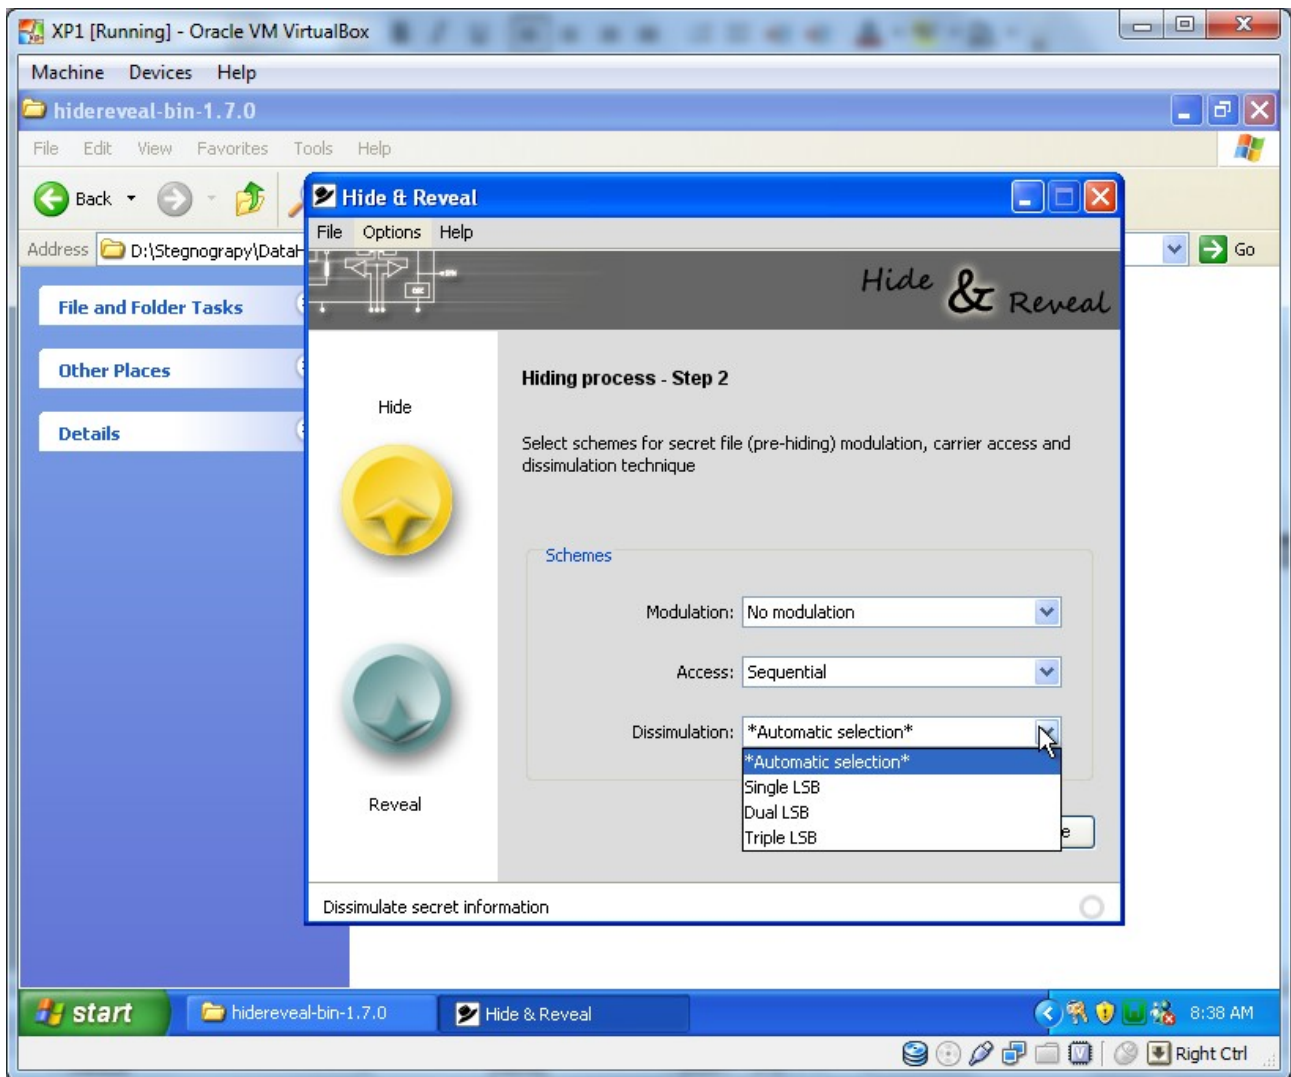 XP1 [Running] - Oracle VM VirtualBox
Machine Devices Help
hidereveal-bin-1.7.0
File Edit View Favorites Tools Help
Back
Hide & Reveal
File Options Help
Address D:\Stegnograpy\DataH
Go
Hide & Reveal
File and Folder Tasks
Other Places
Details
Hide
Reveal
Hiding process - Step 2
Select schemes for secret file (pre-hiding) modulation, carrier access and
dissimulation technique
Schemes
Modulation: No modulation
Access: Sequential
Dissimulation: *Automatic selection*
*Automatic selection*
Single LSB
Dual LSB
Triple LSB
Dissimulate secret information
start
hidereveal-bin-1.7.0
Hide & Reveal
8:38 AM
Right Ctrl